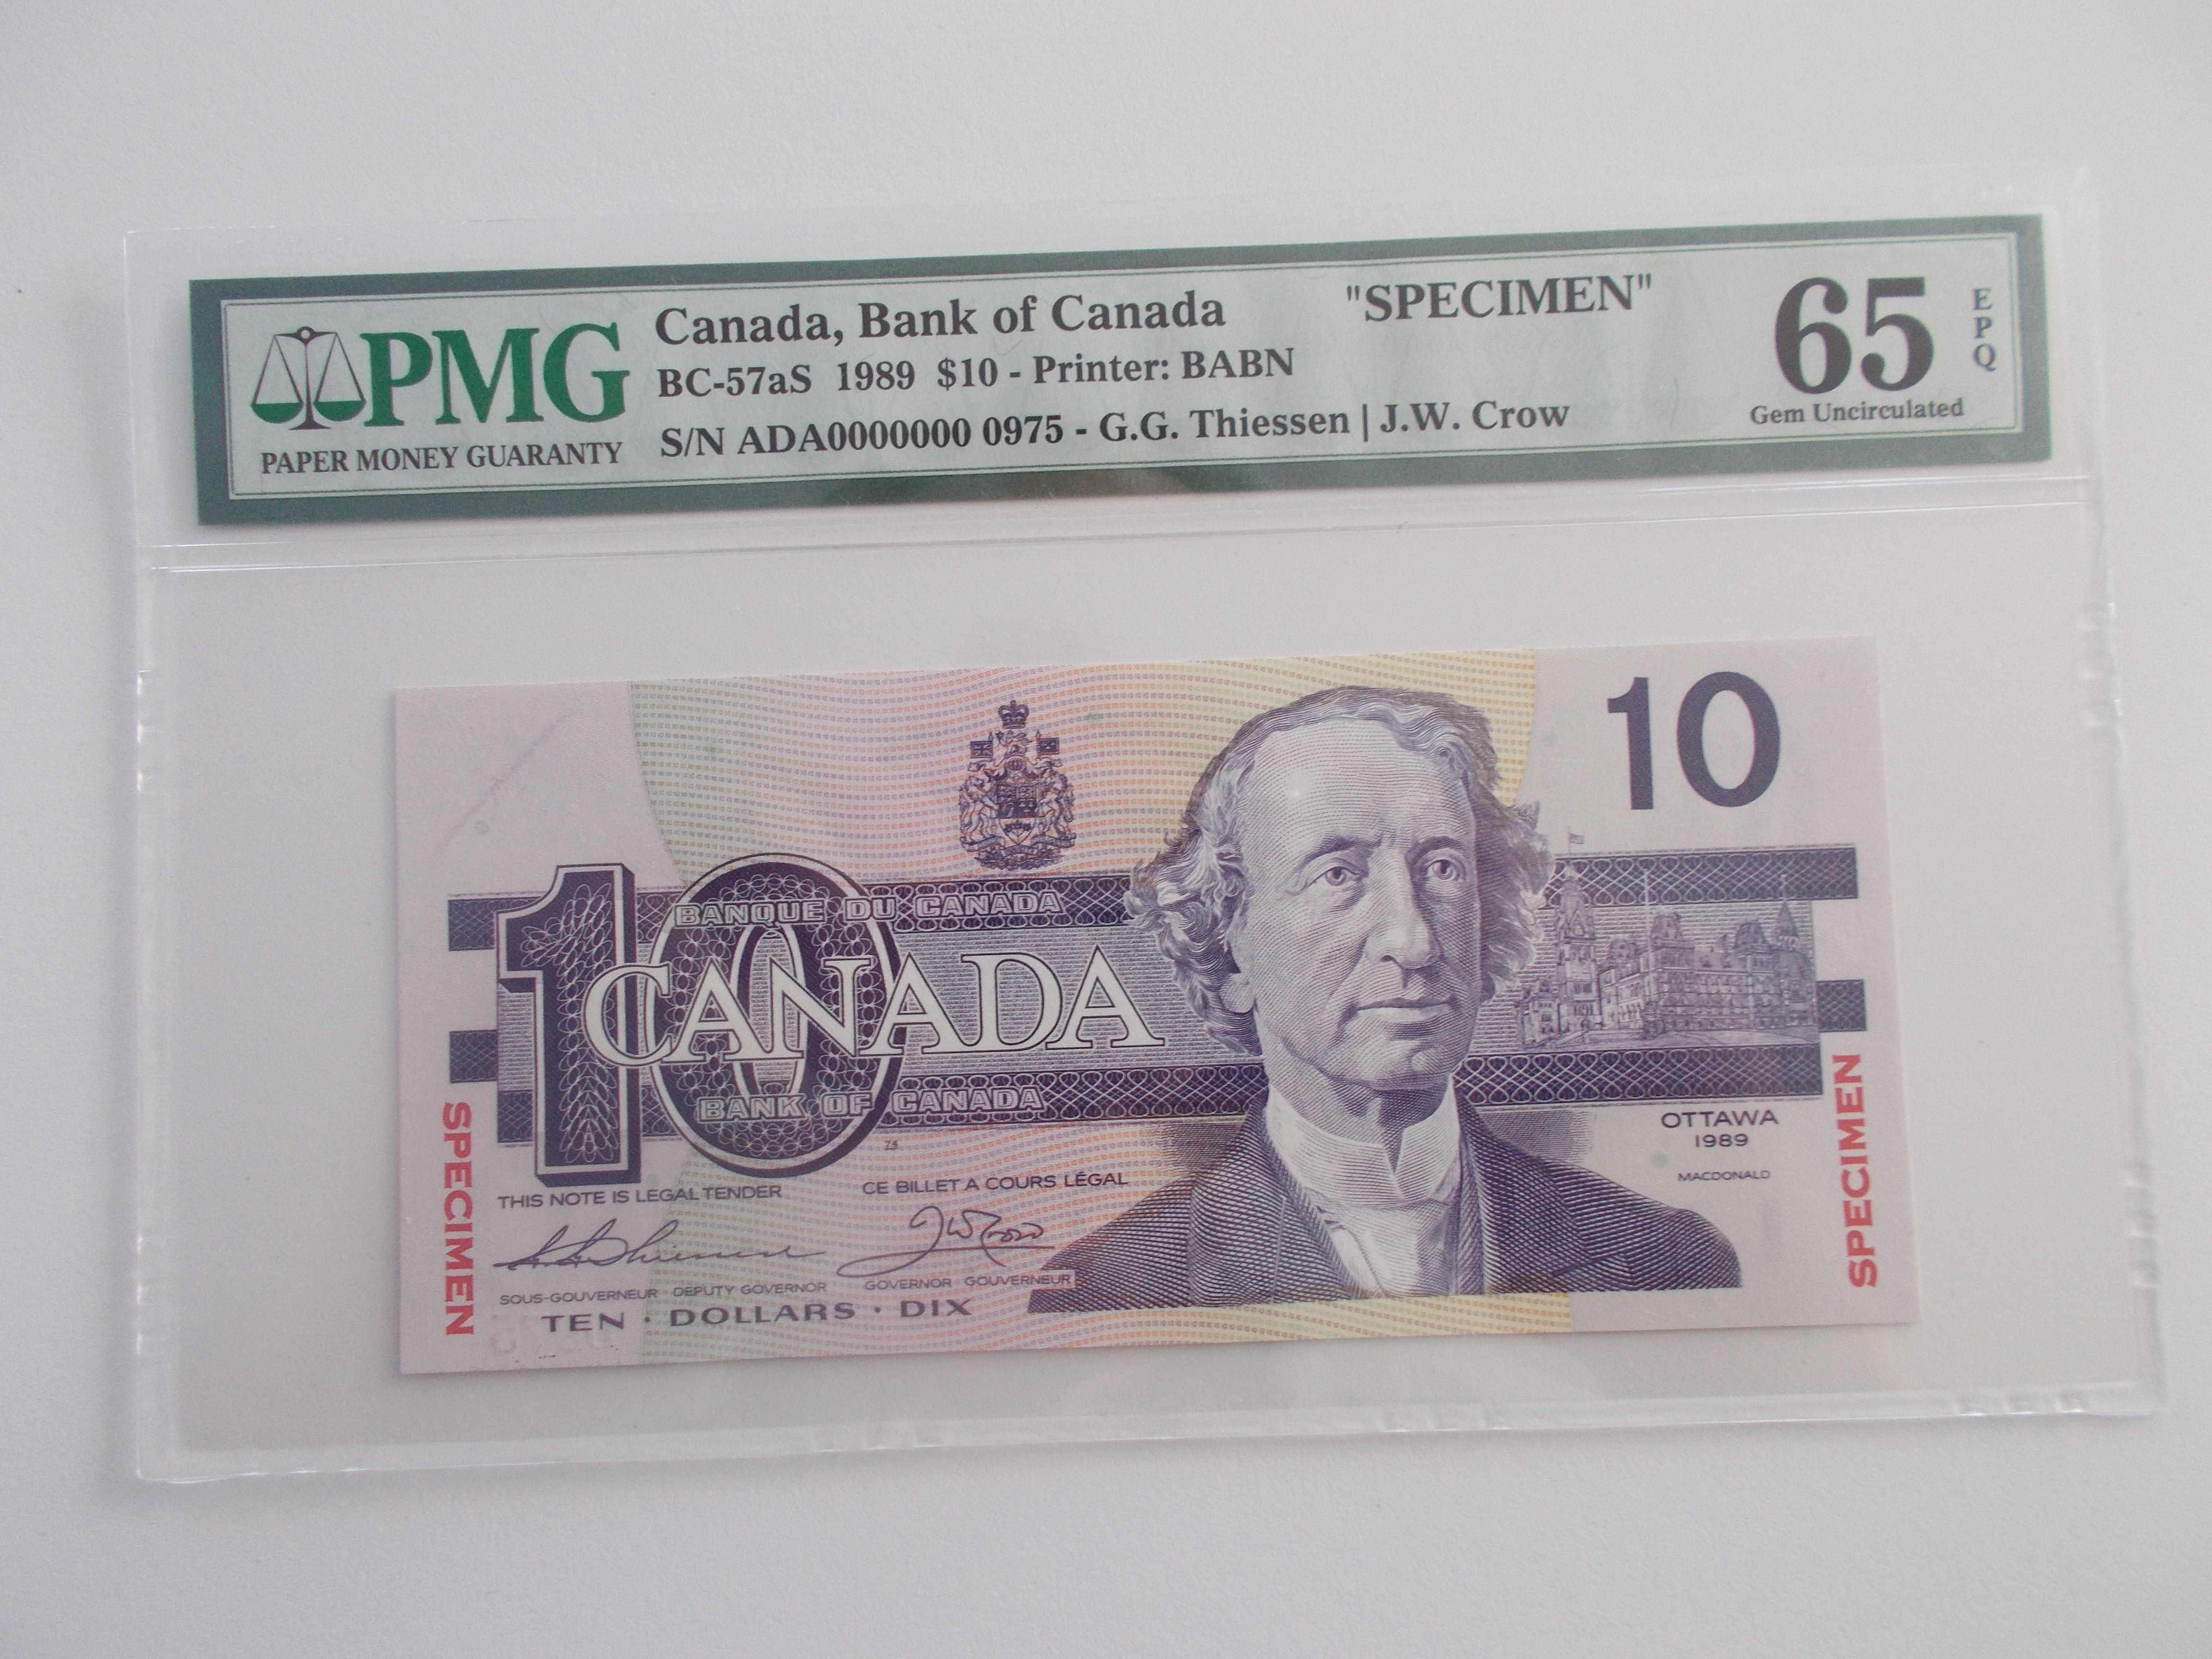 PMG
PAPER MONEY GUARANTY
Canada, Bank of Canada "SPECIMEN"
BC-57aS 1989 $10 - Printer: BABN
S/N ADA0000000 0975 - G.G. Thiessen | J.W. Crow
65
EPQ
Gem Uncirculated
10
BANQUE DU CANADA
10
CANADA
BANK OF CANADA
OTTAWA
1989
MACDONALD
SPECIMEN
SPECIMEN
THIS NOTE IS LEGAL TENDER
CE BILLET A COURS LÉGAL
SOUS-GOUVERNEUR DEPUTY GOVERNOR
GOVERNOR GOUVERNEUR
TEN · DOLLARS · DIX